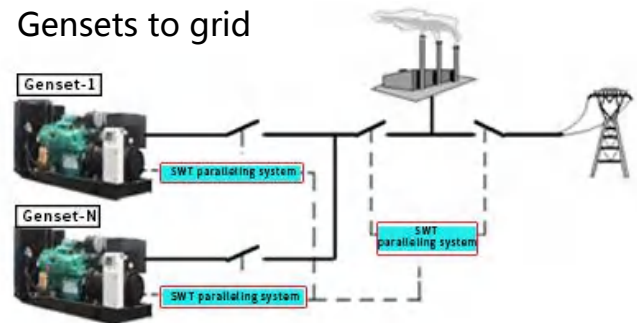 Gensets to grid
Genset-1
SWT paralleling system
Genset-N
SWT
paralleling system
SWT paralleling system